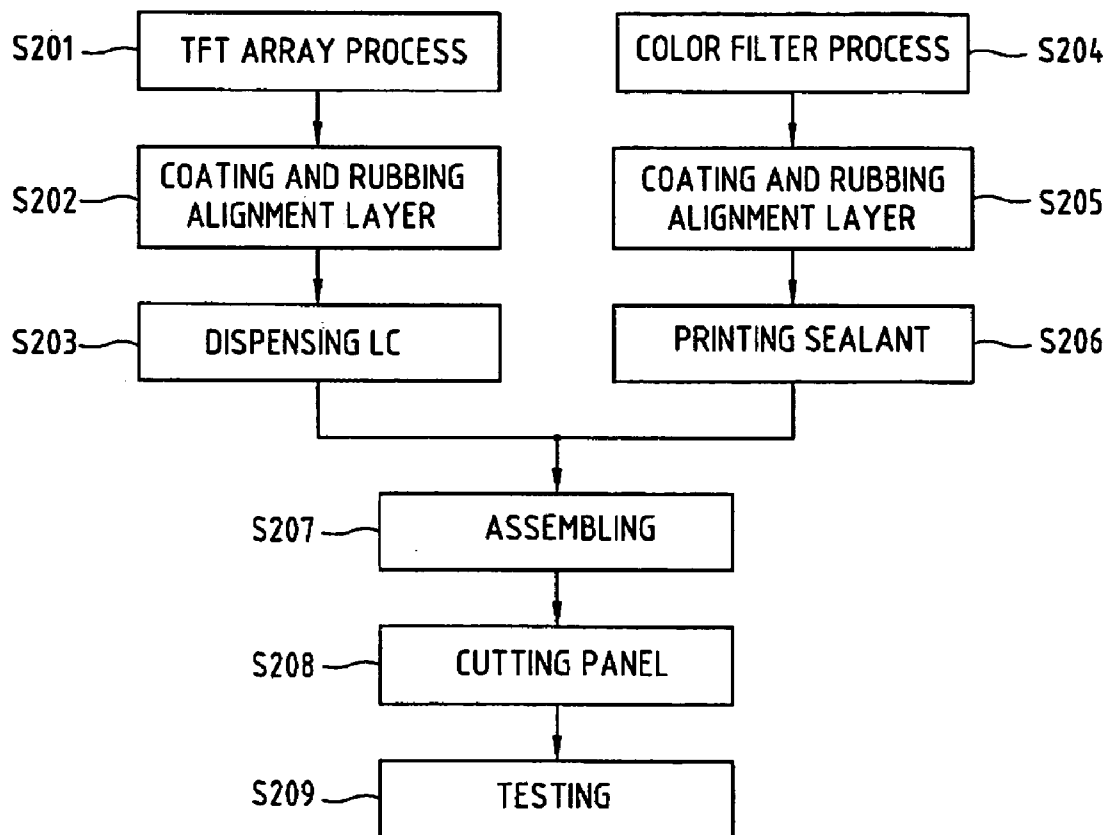 S201
TFT ARRAY PROCESS
COLOR FILTER PROCESS
S204
S202
COATING AND RUBBING
ALIGNMENT LAYER
COATING AND RUBBING
ALIGNMENT LAYER
S205
S203
DISPENSING LC
PRINTING SEALANT
S206
S207
ASSEMBLING
S208
CUTTING PANEL
S209
TESTING